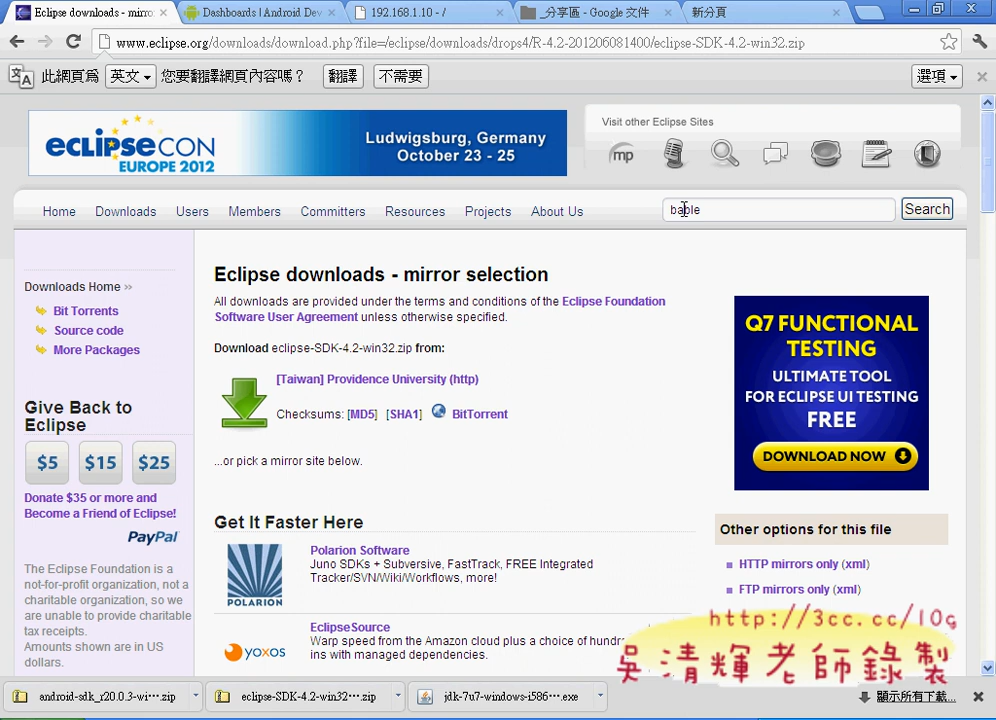 Eclipse downloads - mirro
Dashboards | Android Dev
192.168.1.10 - /
_分享區 - Google 文件
新分頁
www.eclipse.org/downloads/download.php?file=/eclipse/downloads/drops4/R-4.2-201206081400/eclipse-SDK-4.2-win32.zip
此網頁為 英文 您要翻譯網頁內容嗎？ 翻譯 不需要 選項
eclipseCON
EUROPE 2012
Ludwigsburg, Germany
October 23 - 25
Visit other Eclipse Sites
mp
Home Downloads Users Members Committers Resources Projects About Us
bable Search
Downloads Home »
Bit Torrents
Source code
More Packages
Give Back to
Eclipse
$5 $15 $25
Donate $35 or more and
Become a Friend of Eclipse!
PayPal
The Eclipse Foundation is a
not-for-profit organization, not a
charitable organization, so we
are unable to provide charitable
tax receipts.
Amounts shown are in US
dollars.
Eclipse downloads - mirror selection
All downloads are provided under the terms and conditions of the Eclipse Foundation
Software User Agreement unless otherwise specified.
Download eclipse-SDK-4.2-win32.zip from:
[Taiwan] Providence University (http)
Checksums: [MD5] [SHA1] BitTorrent
...or pick a mirror site below.
Get It Faster Here
POLARION
Polarion Software
Juno SDKs + Subversive, FastTrack, FREE Integrated
Tracker/SVN/Wiki/Workflows, more!
yoxos
EclipseSource
Warp speed from the Amazon cloud plus a choice of hundr
ins with managed dependencies.
Q7 FUNCTIONAL
TESTING
ULTIMATE TOOL
FOR ECLIPSE UI TESTING
FREE
DOWNLOAD NOW
Other options for this file
HTTP mirrors only (xml)
FTP mirrors only (xml)
http://3cc.cc/10g
吳清輝老師錄製
android-sdk_r20.0.3-wi⋯.zip
eclipse-SDK-4.2-win32⋯.zip
jdk-7u7-windows-i586⋯.exe
顯示所有下載...